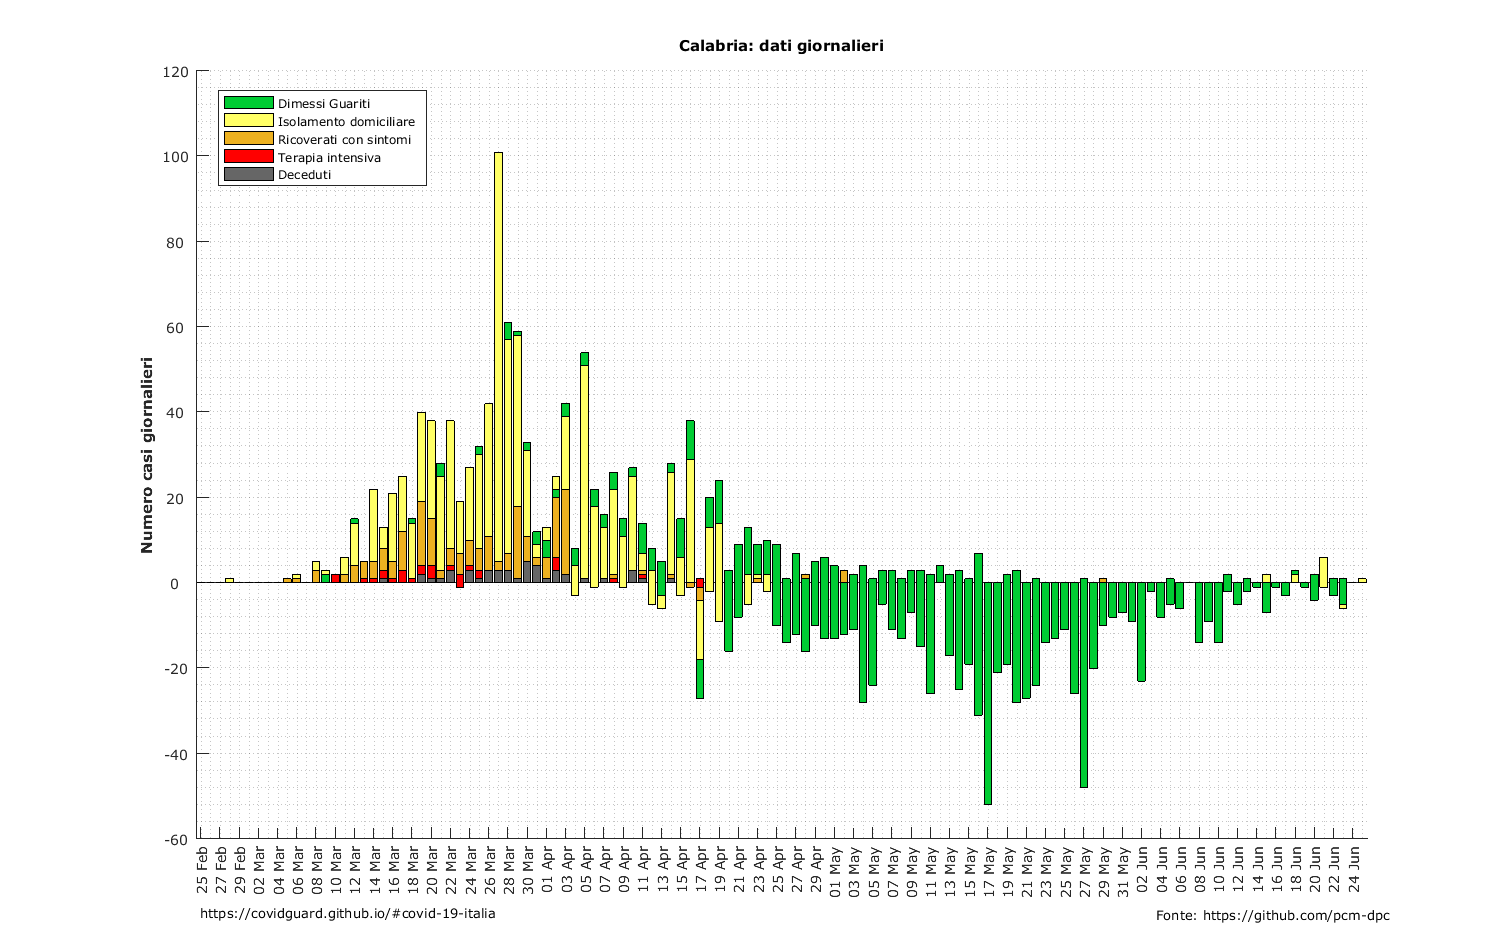 Calabria: dati giornalieri
Numero casi giornalieri
120
100
80
60
40
20
0
-20
-40
-60
Dimessi Guariti
Isolamento domiciliare
Ricoverati con sintomi
Terapia intensiva
Deceduti
25 Feb
27 Feb
29 Feb
02 Mar
04 Mar
06 Mar
08 Mar
10 Mar
12 Mar
14 Mar
16 Mar
18 Mar
20 Mar
22 Mar
24 Mar
26 Mar
28 Mar
30 Mar
01 Apr
03 Apr
05 Apr
07 Apr
09 Apr
11 Apr
13 Apr
15 Apr
17 Apr
19 Apr
21 Apr
23 Apr
25 Apr
27 Apr
29 Apr
01 May
03 May
05 May
07 May
09 May
11 May
13 May
15 May
17 May
19 May
21 May
23 May
25 May
27 May
29 May
31 May
02 Jun
04 Jun
06 Jun
08 Jun
10 Jun
12 Jun
14 Jun
16 Jun
18 Jun
20 Jun
22 Jun
24 Jun
https://covidguard.github.io/#covid-19-italia
Fonte: https://github.com/pcm-dpc